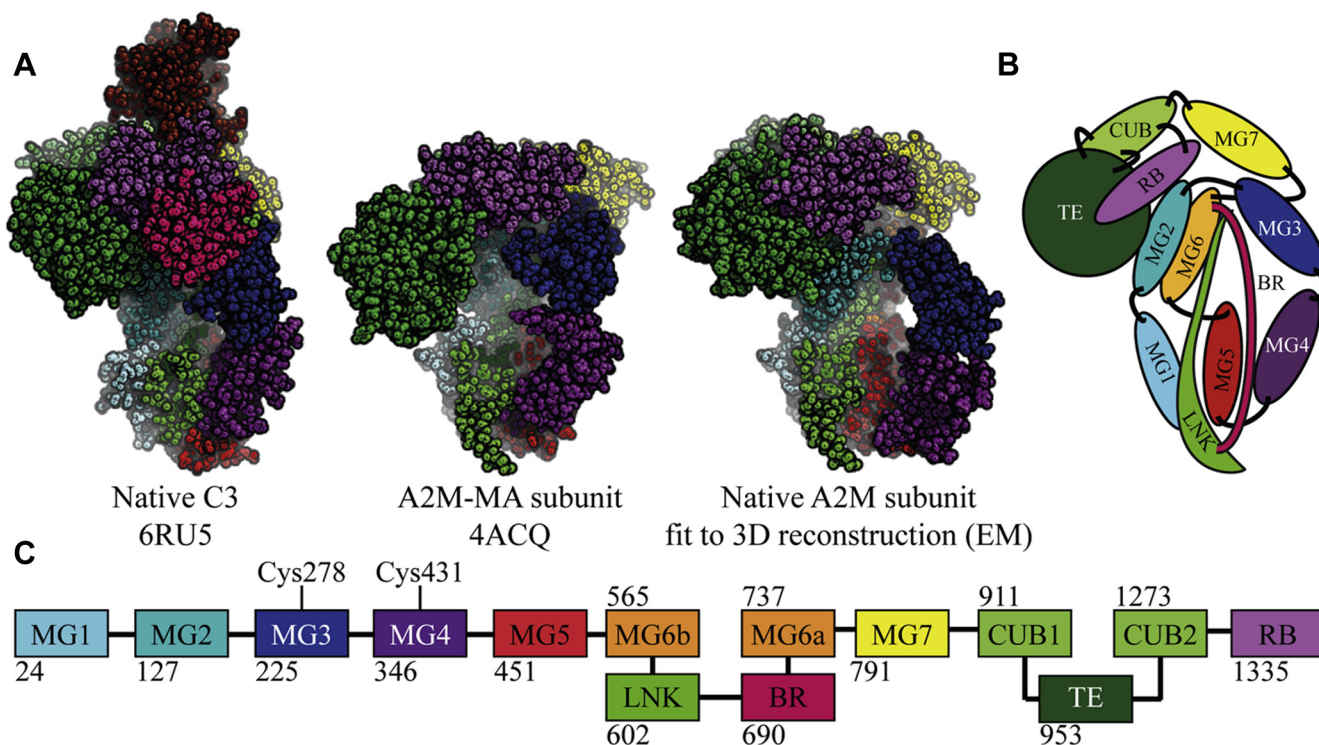 A
B
CUB
MG7
RB
TE
MG2
MG6
MG3
BR
MG1
MG5
MG4
LNK
Native C3
6RU5
A2M-MA subunit
4ACQ
Native A2M subunit
fit to 3D reconstruction (EM)
C
Cys278
Cys431
565
737
911
1273
MG1
MG2
MG3
MG4
MG5
MG6b
MG6a
MG7
CUB1
CUB2
RB
24
127
225
346
451
791
1335
LNK
BR
TE
602
690
953